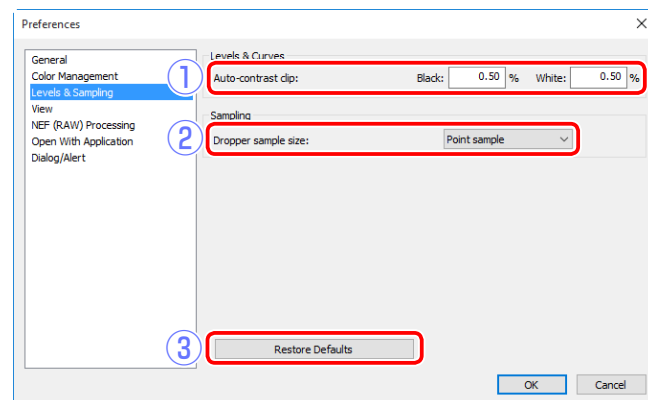 Preferences
General
Color Management
Levels & Sampling
View
NEF (RAW) Processing
Open With Application
Dialog/Alert
Levels & Curves
① Auto-contrast clip: Black: 0.50 % White: 0.50 %
Sampling
② Dropper sample size: Point sample
③ Restore Defaults
OK Cancel